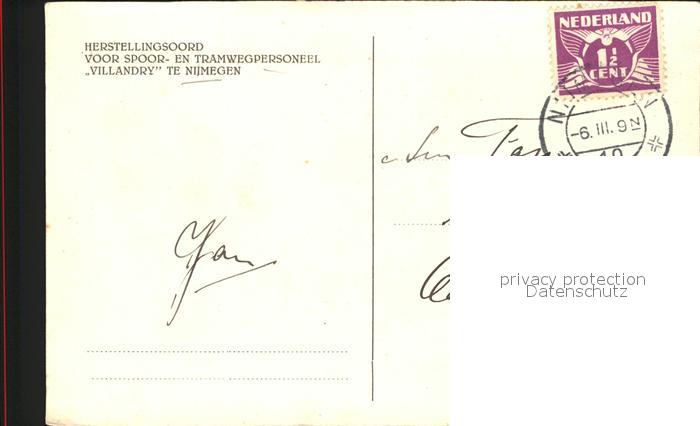 HERSTELLINGSOORD
VOOR SPOOR- EN TRAMWEGPERSONEEL
„VILLANDRY” TE NIJMEGEN
NEDERLAND
1½
CENT
-6.III.9
Jan
privacy protection
Datenschutz